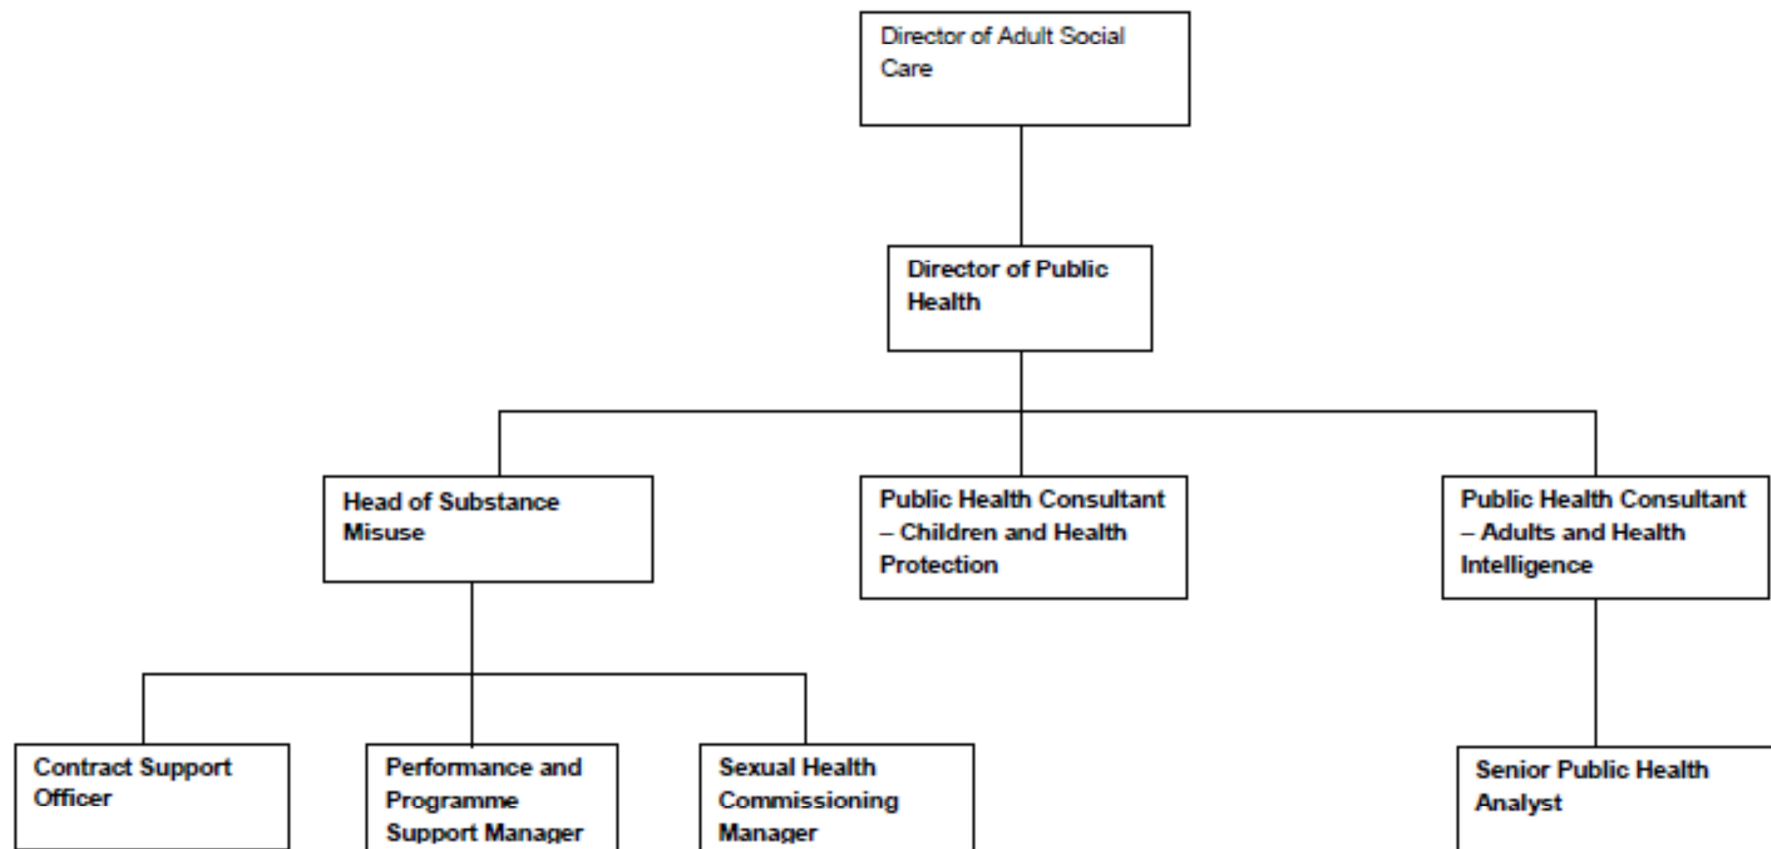 Director of Adult Social
Care
Director of Public
Health
Head of Substance
Misuse
Public Health Consultant
– Children and Health
Protection
Public Health Consultant
– Adults and Health
Intelligence
Contract Support
Officer
Performance and
Programme
Support Manager
Sexual Health
Commissioning
Manager
Senior Public Health
Analyst